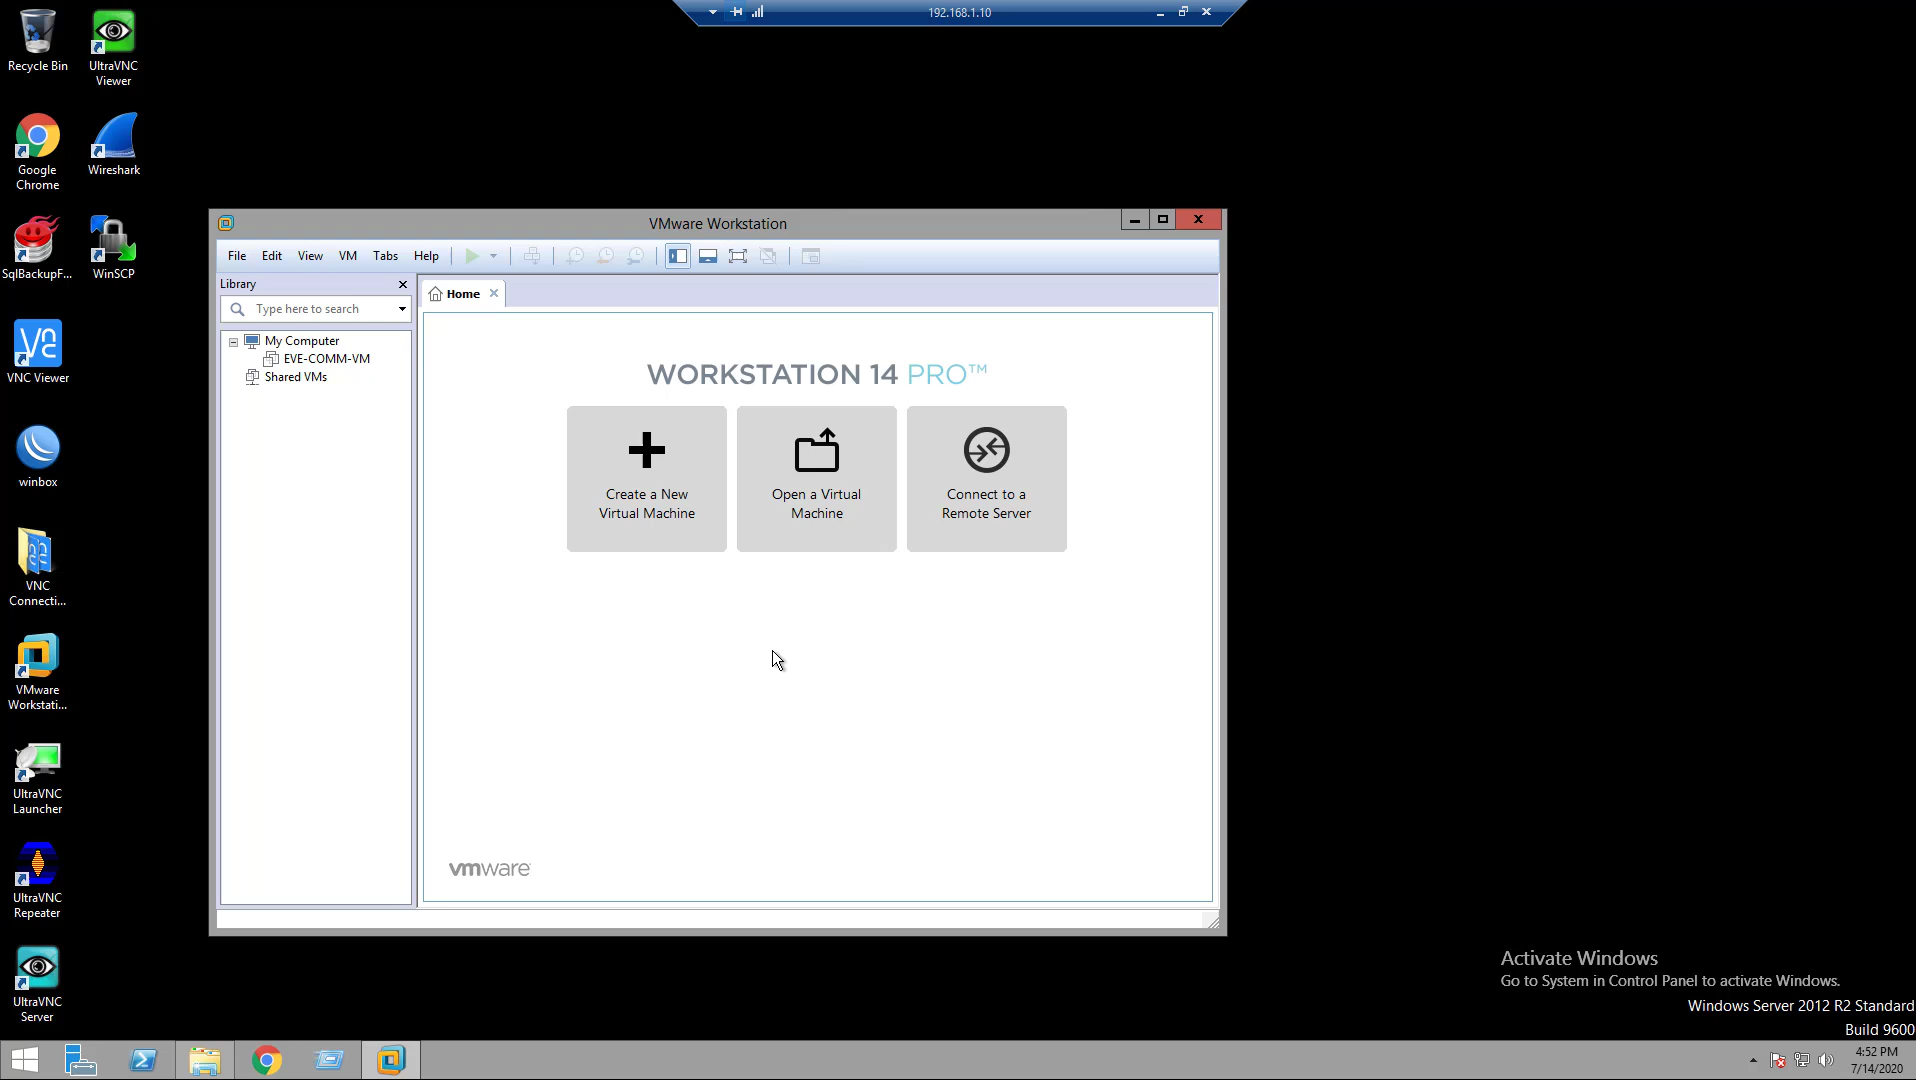 192.168.1.10
Recycle Bin
UltraVNC
Viewer
Google
Chrome
Wireshark
SqlBackupF...
WinSCP
VNC Viewer
winbox
VNC
Connecti...
VMware
Workstati...
UltraVNC
Launcher
UltraVNC
Repeater
UltraVNC
Server
VMware Workstation
File Edit View VM Tabs Help
Library
Home
Type here to search
My Computer
EVE-COMM-VM
Shared VMs
WORKSTATION 14 PRO™
Create a New
Virtual Machine
Open a Virtual
Machine
Connect to a
Remote Server
vmware
Activate Windows
Go to System in Control Panel to activate Windows.
Windows Server 2012 R2 Standard
Build 9600
4:52 PM
7/14/2020